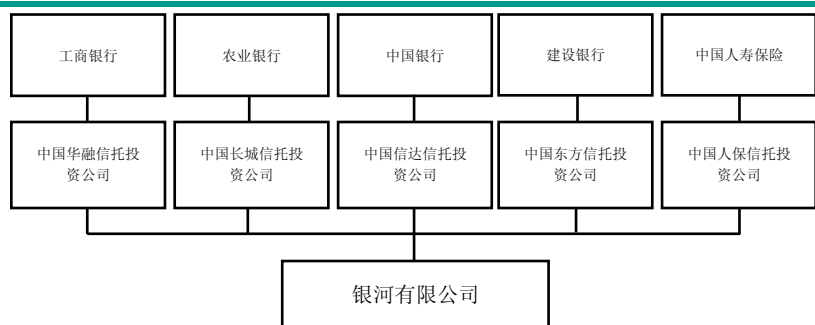 工商银行
农业银行
中国银行
建设银行
中国人寿保险
中国华融信托投
资公司
中国长城信托投
资公司
中国信达信托投
资公司
中国东方信托投
资公司
中国人保信托投
资公司
银河有限公司